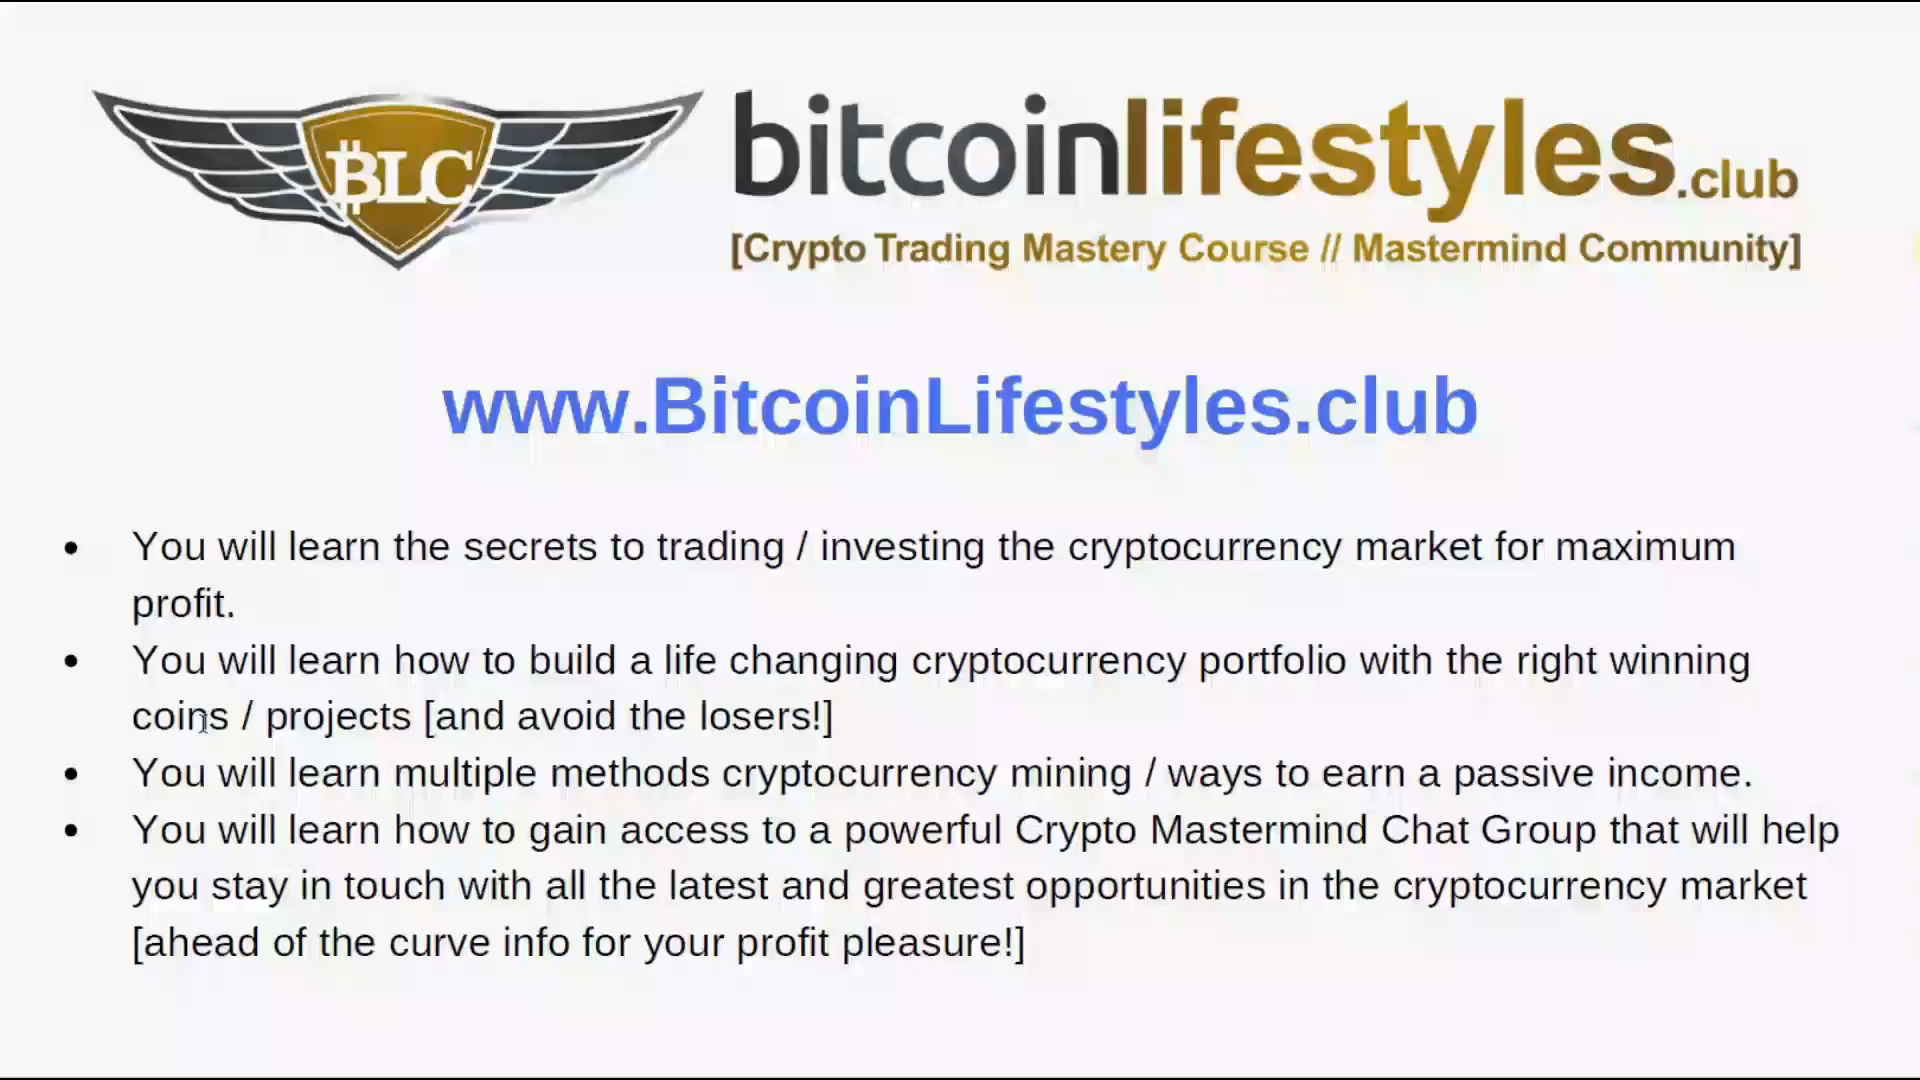 BLC
bitcoinlifestyles.club
[Crypto Trading Mastery Course // Mastermind Community]
www.BitcoinLifestyles.club
• You will learn the secrets to trading / investing the cryptocurrency market for maximum
profit.
• You will learn how to build a life changing cryptocurrency portfolio with the right winning
coins / projects [and avoid the losers!]
• You will learn multiple methods cryptocurrency mining / ways to earn a passive income.
• You will learn how to gain access to a powerful Crypto Mastermind Chat Group that will help
you stay in touch with all the latest and greatest opportunities in the cryptocurrency market
[ahead of the curve info for your profit pleasure!]